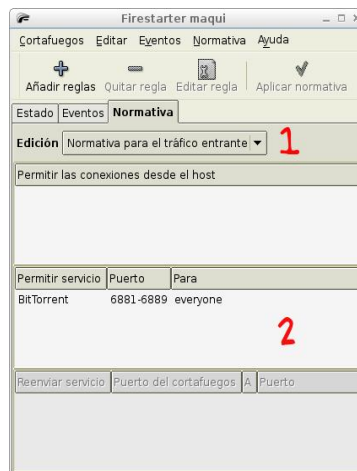 Firestarter maqui
Cortafuegos Editar Eventos Normativa Ayuda
Añadir reglas Quitar regla Editar regla Aplicar normativa
Estado Eventos Normativa
Edición Normativa para el tráfico entrante 1
Permitir las conexiones desde el host
Permitir servicio Puerto Para
BitTorrent 6881-6889 everyone
2
Reenviar servicio Puerto del cortafuegos A Puerto